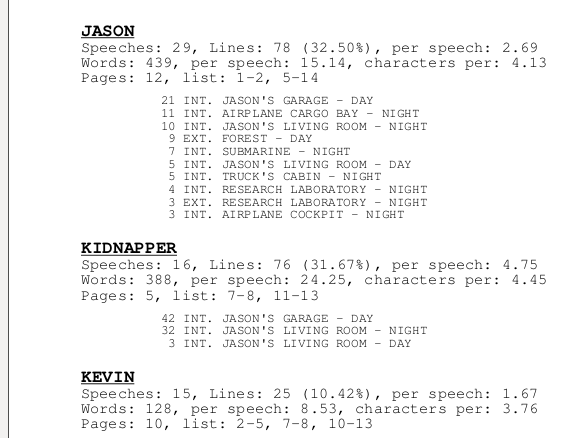 JASON
Speeches: 29, Lines: 78 (32.50%), per speech: 2.69
Words: 439, per speech: 15.14, characters per: 4.13
Pages: 12, list: 1-2, 5-14
21 INT. JASON'S GARAGE - DAY
11 INT. AIRPLANE CARGO BAY - NIGHT
10 INT. JASON'S LIVING ROOM - NIGHT
9 EXT. FOREST - DAY
7 INT. SUBMARINE - NIGHT
5 INT. JASON'S LIVING ROOM - DAY
5 INT. TRUCK'S CABIN - NIGHT
4 INT. RESEARCH LABORATORY - NIGHT
3 EXT. RESEARCH LABORATORY - NIGHT
3 INT. AIRPLANE COCKPIT - NIGHT
KIDNAPPER
Speeches: 16, Lines: 76 (31.67%), per speech: 4.75
Words: 388, per speech: 24.25, characters per: 4.45
Pages: 5, list: 7-8, 11-13
42 INT. JASON'S GARAGE - DAY
32 INT. JASON'S LIVING ROOM - NIGHT
3 INT. JASON'S LIVING ROOM - DAY
KEVIN
Speeches: 15, Lines: 25 (10.42%), per speech: 1.67
Words: 128, per speech: 8.53, characters per: 3.76
Pages: 10, list: 2-5, 7-8, 10-13